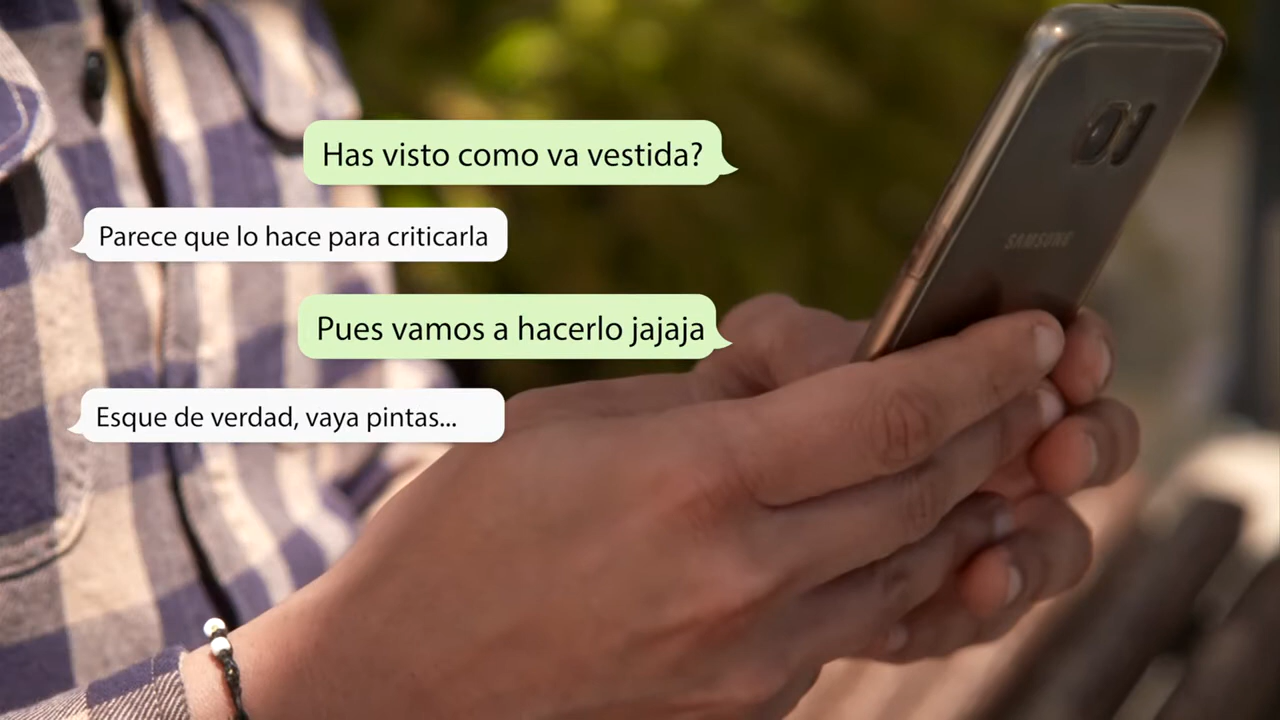 Has visto como va vestida?
Parece que lo hace para criticarla
Pues vamos a hacerlo jajaja
Esque de verdad, vaya pintas...
SAMSUNG